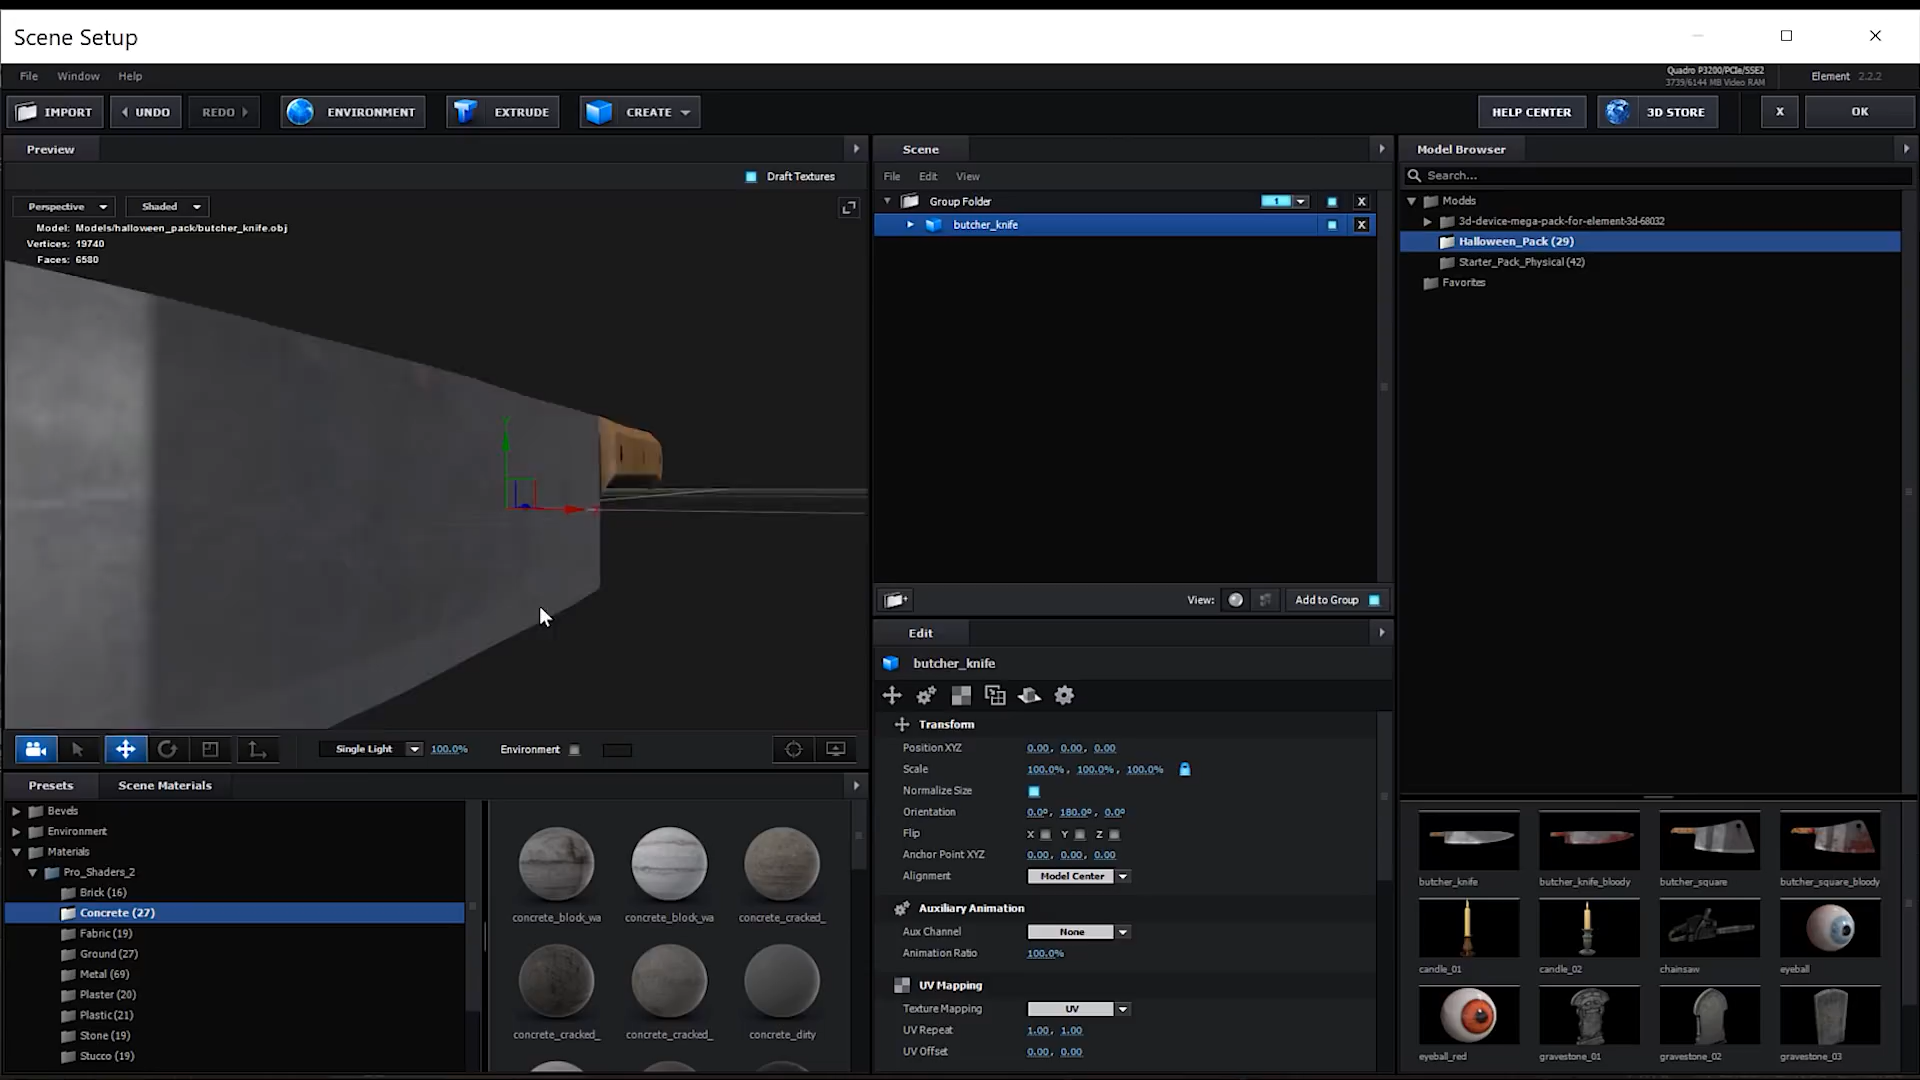 Scene Setup
File Window Help
Quadro P3200/PCIe/SSE2
3739/6144 MB Video RAM
Element 2.2.2
IMPORT UNDO REDO ENVIRONMENT EXTRUDE CREATE HELP CENTER 3D STORE X OK
Preview
Draft Textures
Perspective Shaded
Model: Models/halloween_pack/butcher_knife.obj
Vertices: 19740
Faces: 6580
Y
Single Light 100.0% Environment
Scene
File Edit View
Group Folder 1 X
butcher_knife X
View: Add to Group
Model Browser
Search...
Models
3d-device-mega-pack-for-element-3d-68032
Halloween_Pack (29)
Starter_Pack_Physical (42)
Favorites
Edit
butcher_knife
Transform
Position XYZ 0.00, 0.00, 0.00
Scale 100.0%, 100.0%, 100.0%
Normalize Size
Orientation 0.0º, 180.0º, 0.0º
Flip X Y Z
Anchor Point XYZ 0.00, 0.00, 0.00
Alignment Model Center
Auxiliary Animation
Aux Channel None
Animation Ratio 100.0%
UV Mapping
Texture Mapping UV
UV Repeat 1.00, 1.00
UV Offset 0.00, 0.00
Presets Scene Materials
Bevels
Environment
Materials
Pro_Shaders_2
Brick (16)
Concrete (27)
Fabric (19)
Ground (27)
Metal (69)
Plaster (20)
Plastic (21)
Stone (19)
Stucco (19)
concrete_block_wa concrete_block_wa concrete_cracked_
concrete_cracked_ concrete_cracked_ concrete_dirty
butcher_knife butcher_knife_bloody butcher_square butcher_square_bloody
candle_01 candle_02 chainsaw eyeball
eyeball_red gravestone_01 gravestone_02 gravestone_03